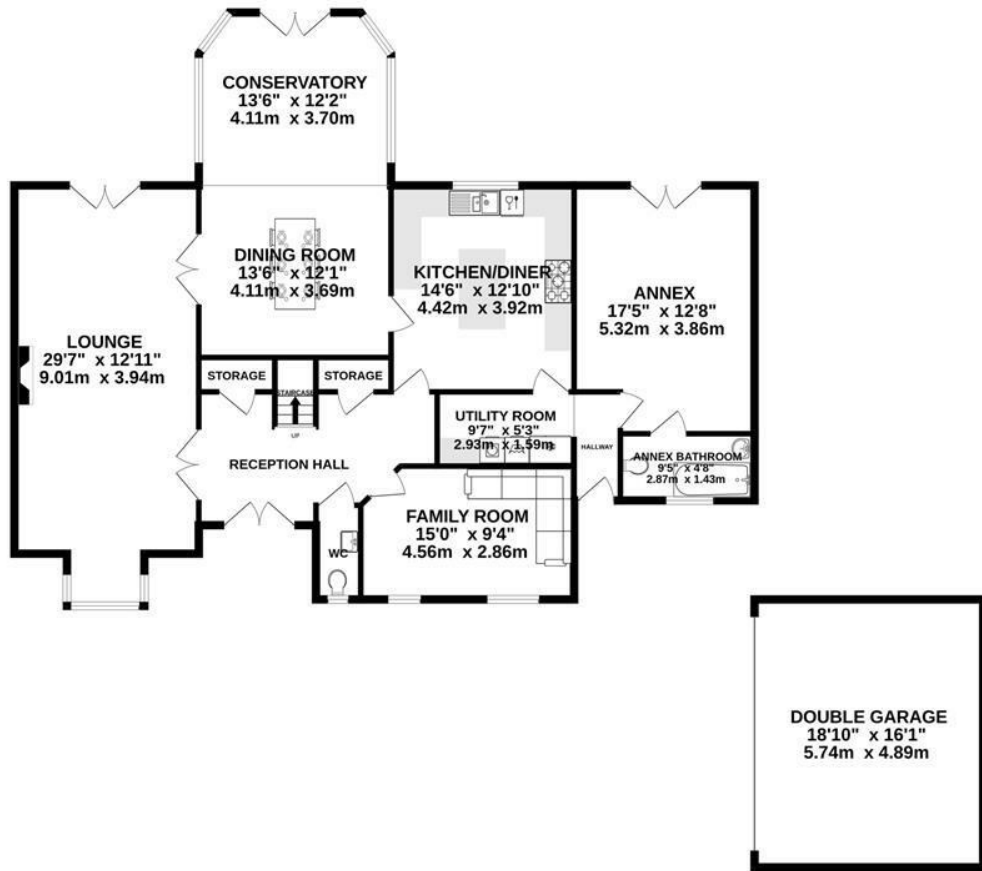 CONSERVATORY
13'6" x 12'2"
4.11m x 3.70m
DINING ROOM
13'6" x 12'1"
4.11m x 3.69m
KITCHEN/DINER
14'6" x 12'10"
4.42m x 3.92m
ANNEX
17'5" x 12'8"
5.32m x 3.86m
LOUNGE
29'7" x 12'11"
9.01m x 3.94m
STORAGE
STORAGE
STAIRCASE
UP
UTILITY ROOM
9'7" x 5'3"
2.93m x 1.59m
HALLWAY
ANNEX BATHROOM
9'5" x 4'8"
2.87m x 1.43m
RECEPTION HALL
FAMILY ROOM
15'0" x 9'4"
4.56m x 2.86m
WC
DOUBLE GARAGE
18'10" x 16'1"
5.74m x 4.89m